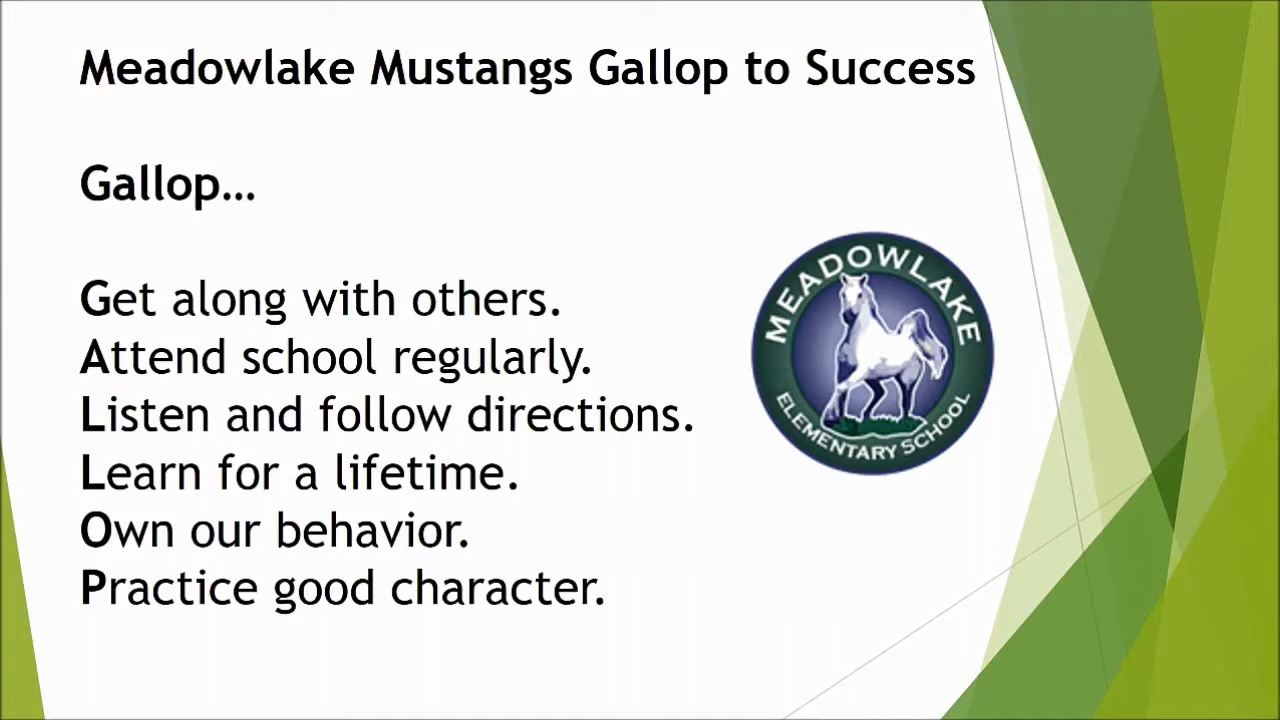 Meadowlake Mustangs Gallop to Success
Gallop…
Get along with others.
Attend school regularly.
Listen and follow directions.
Learn for a lifetime.
Own our behavior.
Practice good character.
MEADOWLAKE
ELEMENTARY SCHOOL